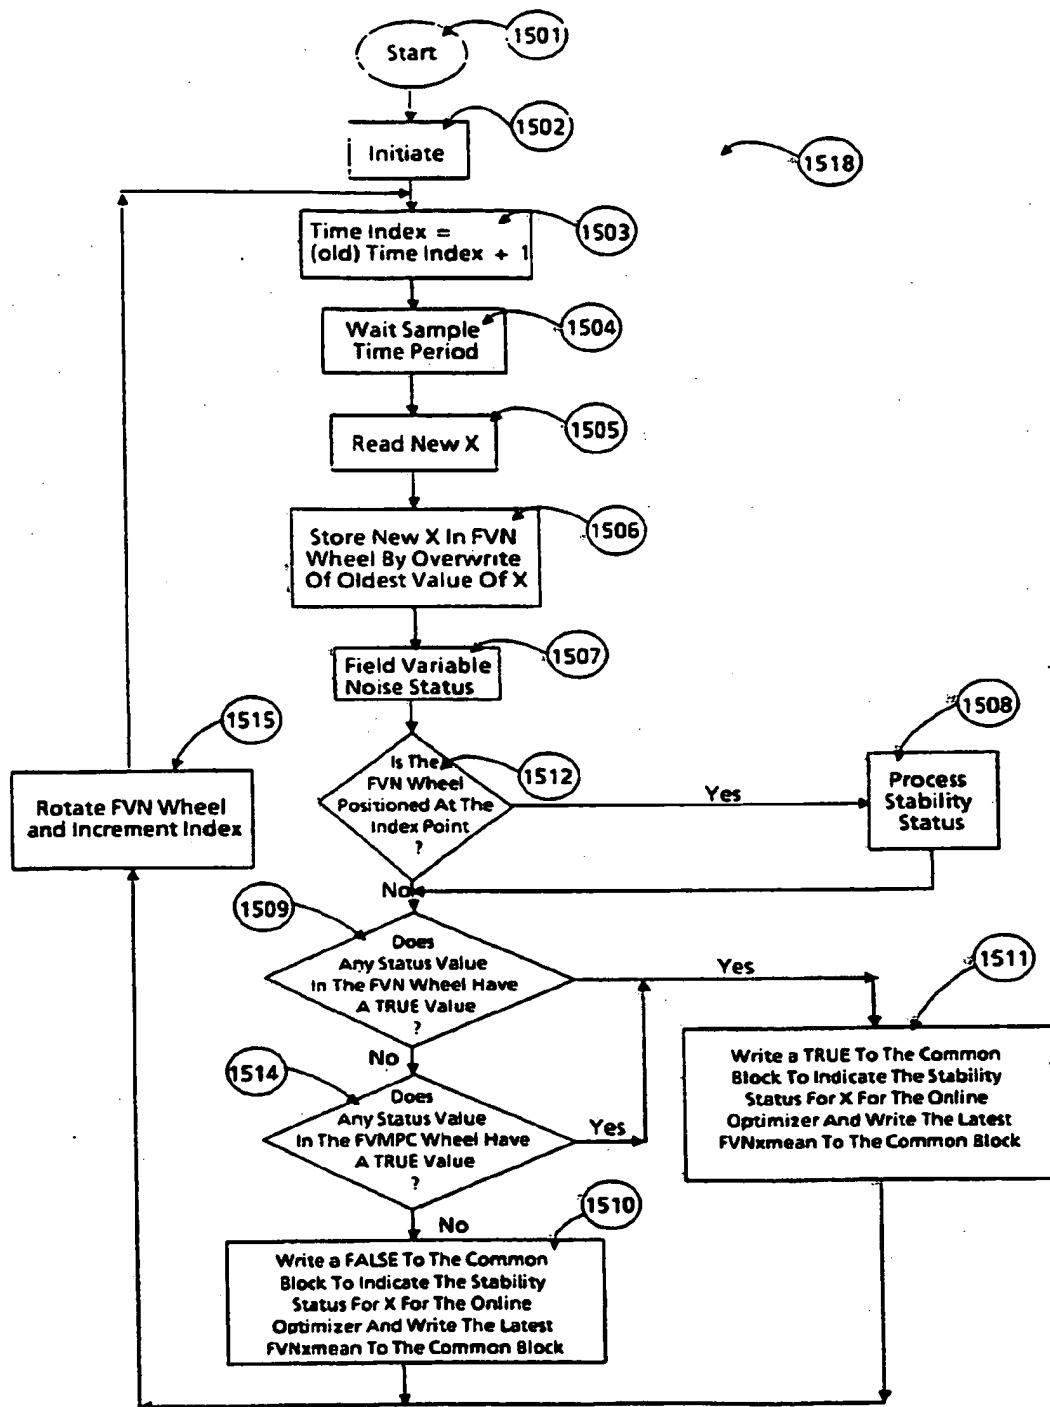 Start
1501
Initiate
1502
1518
Time Index =
(old) Time Index + 1
1503
Wait Sample
Time Period
1504
Read New X
1505
Store New X In FVN
Wheel By Overwrite
Of Oldest Value Of X
1506
Field Variable
Noise Status
1507
1515
Rotate FVN Wheel
and Increment Index
Is The
FVN Wheel
Positioned At The
Index Point
?
1512
Yes
1508
Process
Stability
Status
No
1509
Does
Any Status Value
In The FVN Wheel Have
A TRUE Value
?
Yes
1511
Write a TRUE To The Common
Block To Indicate The Stability
Status For X For The Online
Optimizer And Write The Latest
FVNxmean To The Common Block
No
1514
Does
Any Status Value
In The FVMPC Wheel Have
A TRUE Value
?
Yes
No
1510
Write a FALSE To The Common
Block To Indicate The Stability
Status For X For The Online
Optimizer And Write The Latest
FVNxmean To The Common Block